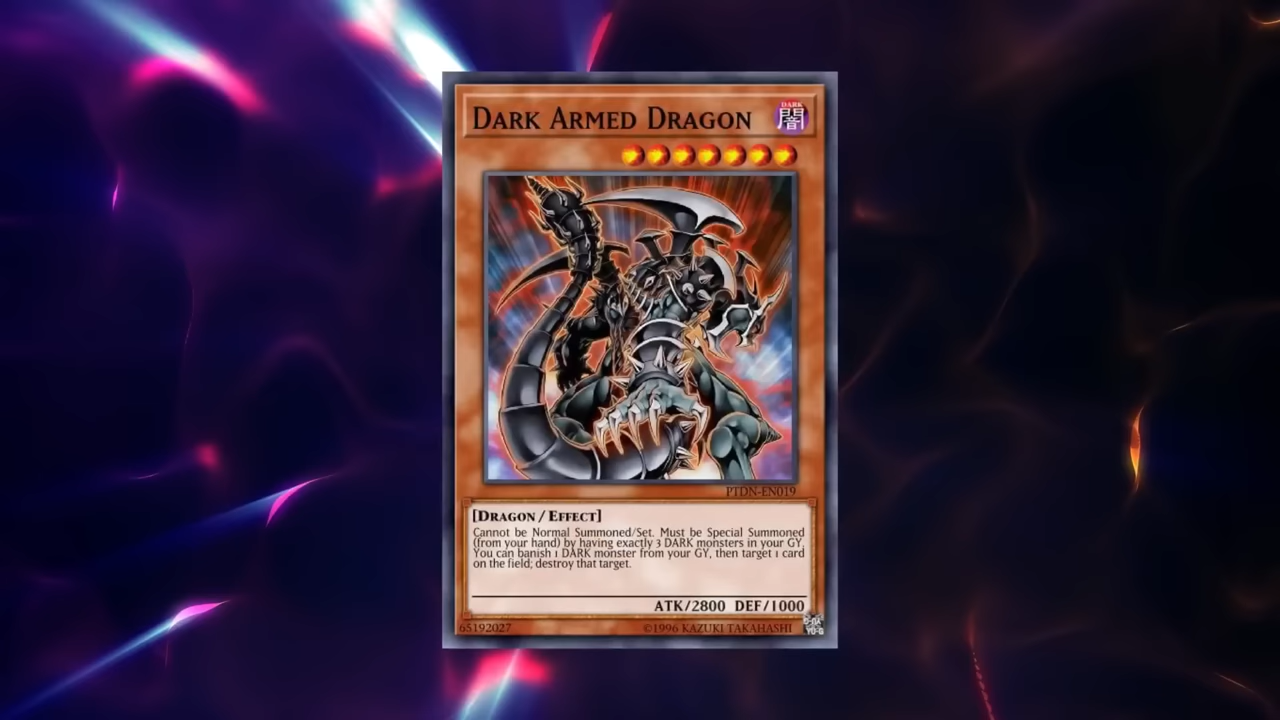 DARK ARMED DRAGON
DARK
闇
PTDN-EN019
[DRAGON / EFFECT]
Cannot be Normal Summoned/Set. Must be Special Summoned
(from your hand) by having exactly 3 DARK monsters in your GY.
You can banish 1 DARK monster from your GY, then target 1 card
on the field; destroy that target.
ATK/2800 DEF/1000
65192027
©1996 KAZUKI TAKAHASHI